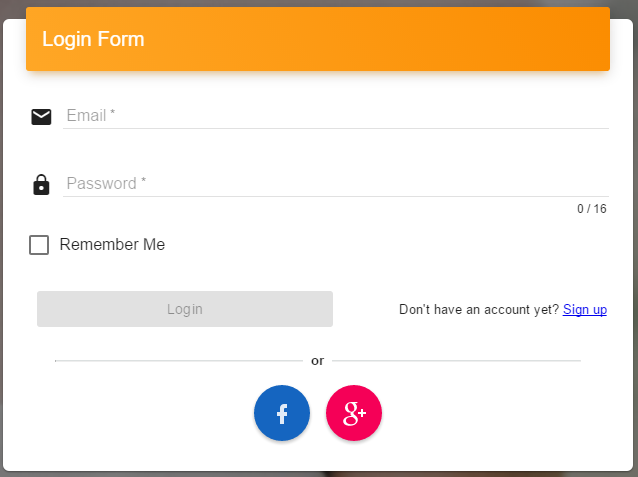 Login Form
Email *
Password *
0 / 16
Remember Me
Login
Don't have an account yet? Sign up
or
f
g+